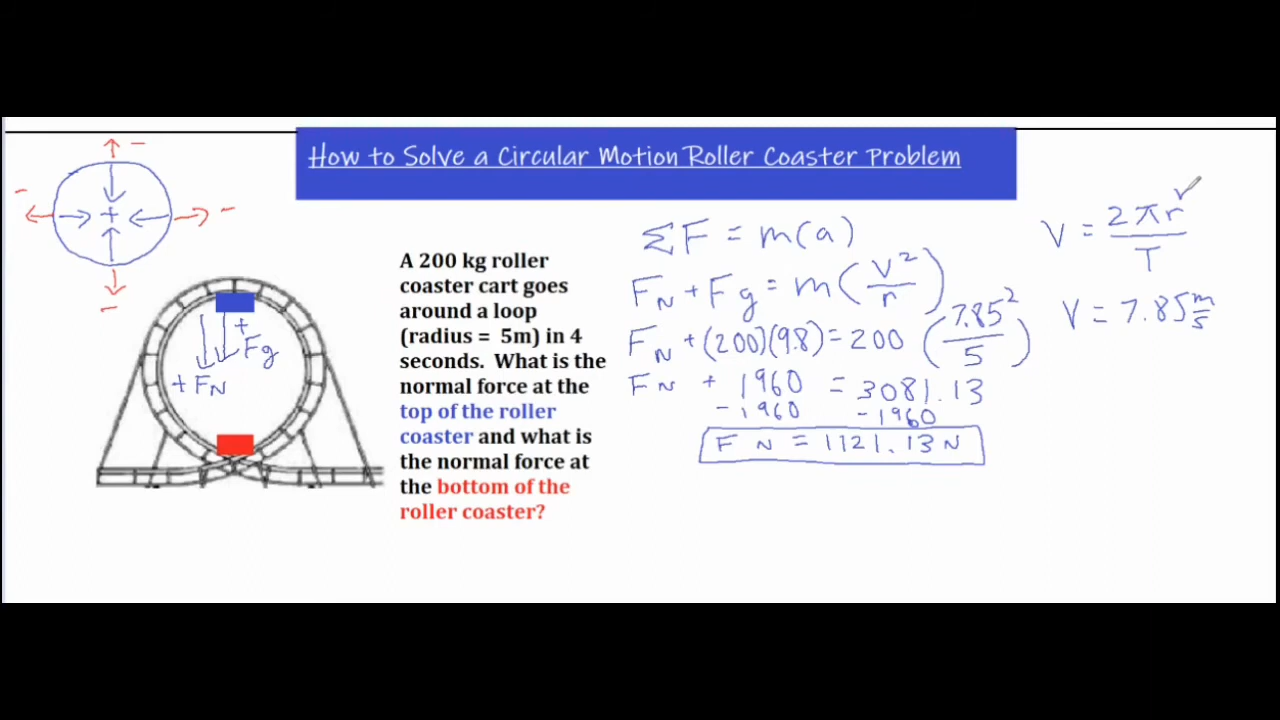 How to Solve a Circular Motion Roller Coaster Problem
-
- + -
-
A 200 kg roller
coaster cart goes
around a loop
(radius = 5m) in 4
seconds. What is the
normal force at the
top of the roller
coaster and what is
the normal force at
the bottom of the
roller coaster?
+
Fg
+ FN
ΣF = m(a)
FN + Fg = m(V²/r)
FN + (200)(9.8) = 200 (7.85²/5)
FN + 1960 = 3081.13
- 1960 - 1960
FN = 1121.13 N
V = 2πr/T
V = 7.85 m/s